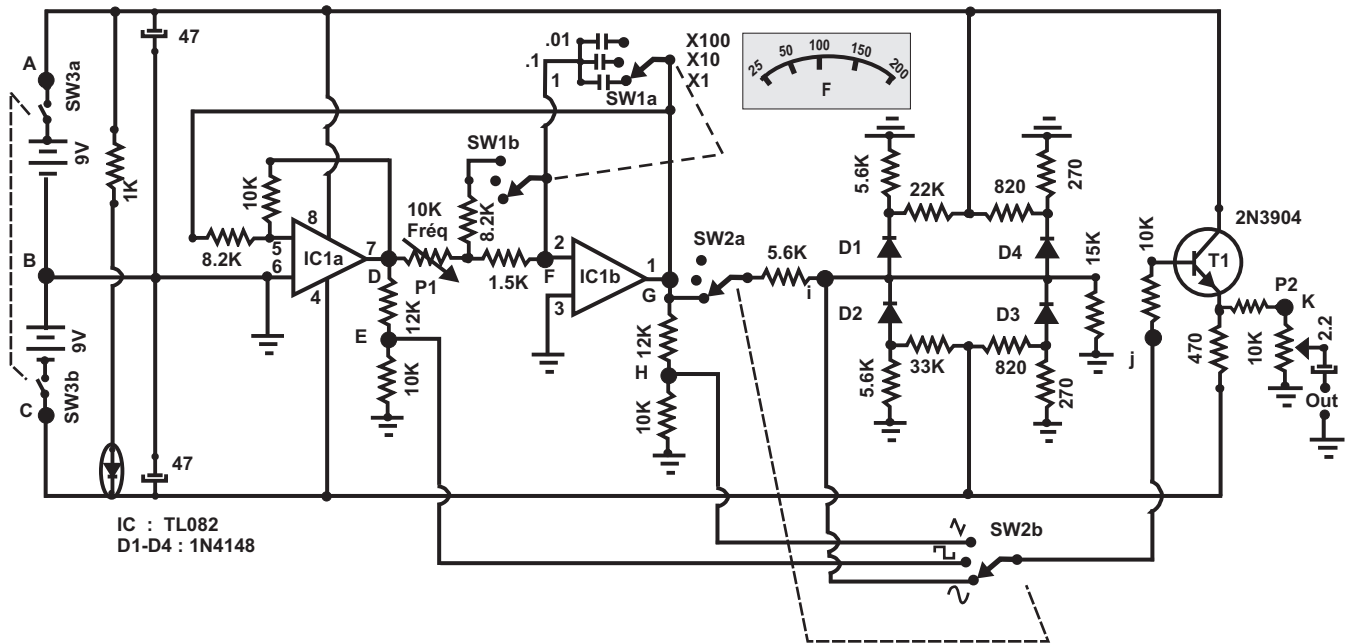 47
.01
.1
1
X100
X10
X1
SW1a
25 50 100 150 200
F
A
SW3a
9V
1K
SW1b
10K
8.2K
5
6
8
4
IC1a
7
D
10K
Fréq
P1
8.2K
1.5K
F
2
3
IC1b
1
G
SW2a
5.6K
i
5.6K
22K
820
270
D1
D4
D2
D3
15K
5.6K
33K
820
270
10K
2N3904
T1
P2
K
470
10K
2.2
Out
j
B
9V
SW3b
C
12K
E
10K
12K
H
10K
47
IC : TL082
D1-D4 : 1N4148
SW2b